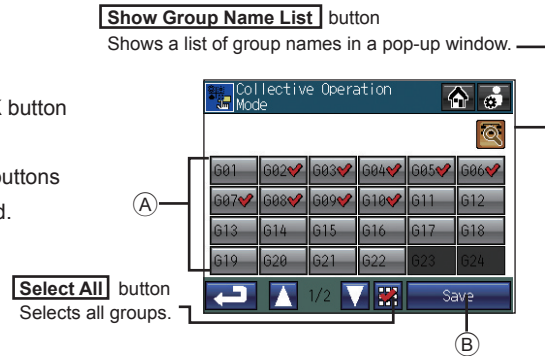 Show Group Name List button
Shows a list of group names in a pop-up window.
button
uttons
d.
Collective Operation
Mode
A
G01 G02 G03 G04 G05 G06
G07 G08 G09 G10 G11 G12
G13 G14 G15 G16 G17 G18
G19 G20 G21 G22 G23 G24
Select All button
Selects all groups.
1/2
Save
B